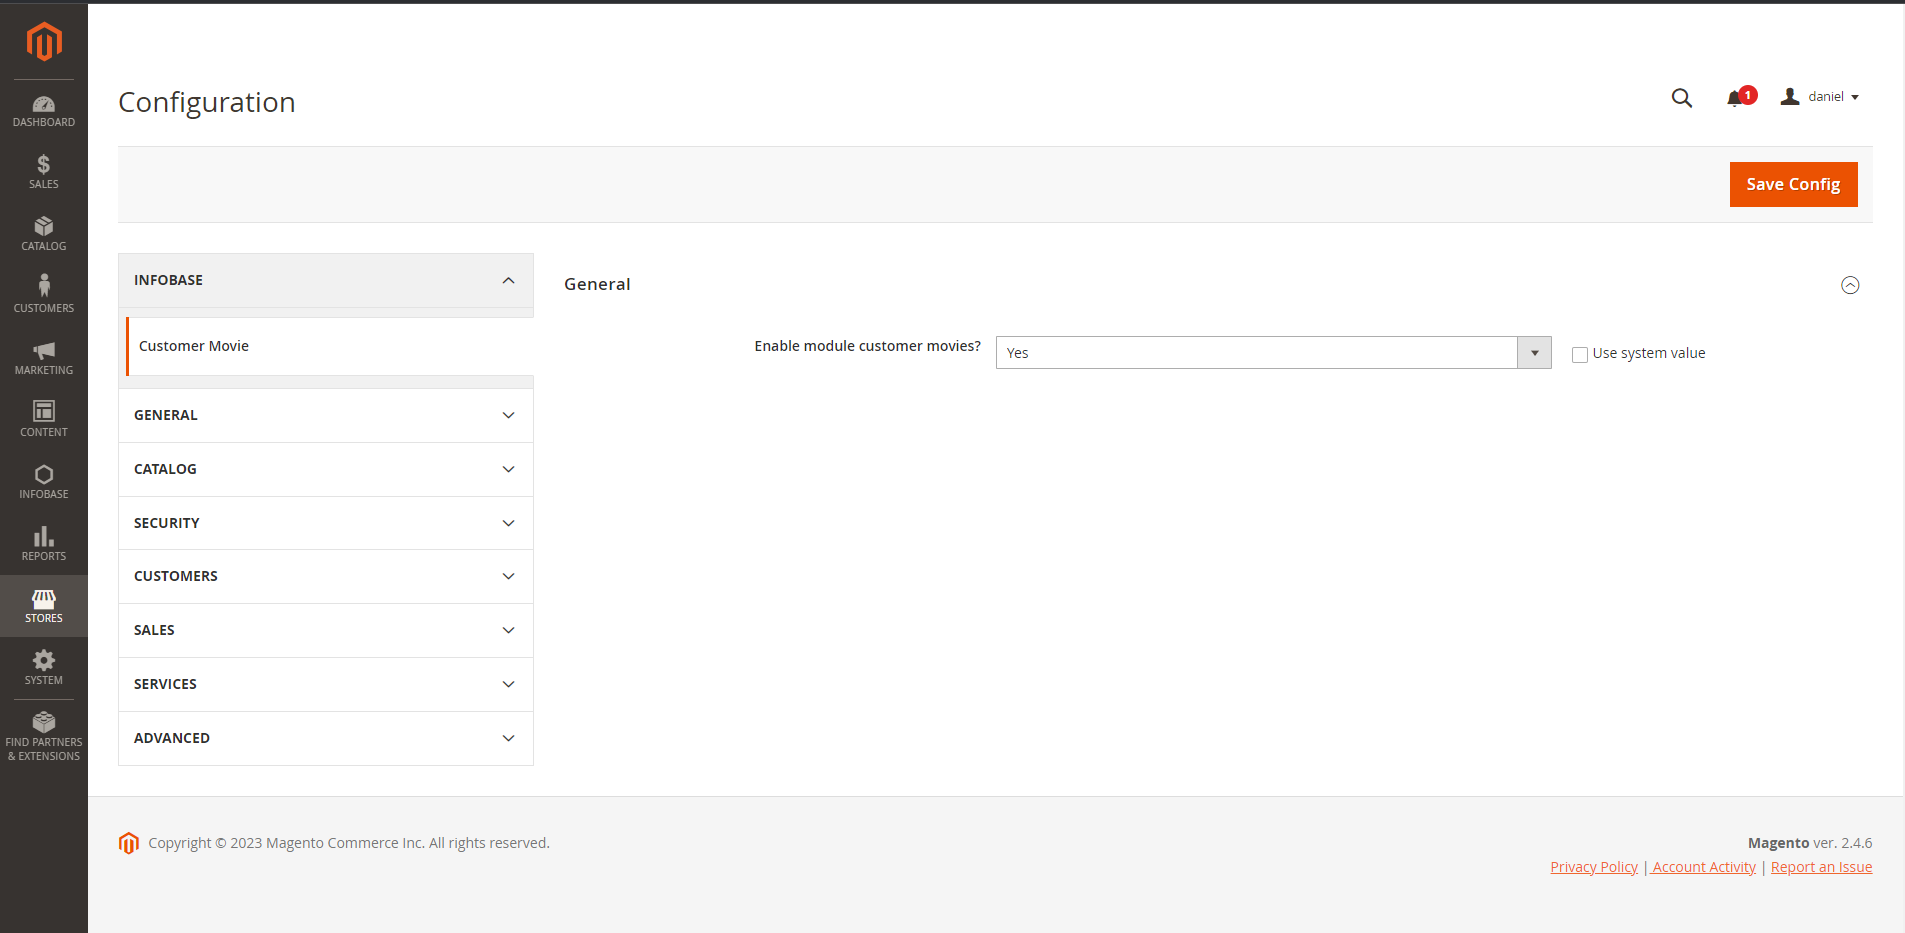 DASHBOARD
SALES
CATALOG
CUSTOMERS
MARKETING
CONTENT
INFOBASE
REPORTS
STORES
SYSTEM
FIND PARTNERS
& EXTENSIONS
Configuration
1
daniel
Save Config
INFOBASE
Customer Movie
GENERAL
CATALOG
SECURITY
CUSTOMERS
SALES
SERVICES
ADVANCED
General
Enable module customer movies? Yes Use system value
Copyright © 2023 Magento Commerce Inc. All rights reserved.
Magento ver. 2.4.6
Privacy Policy | Account Activity | Report an Issue